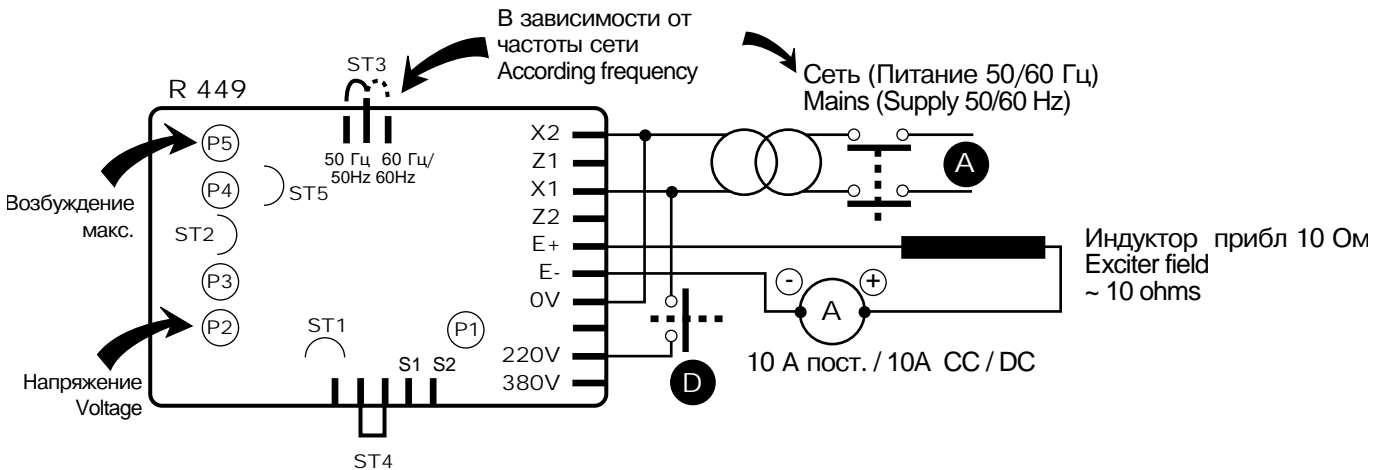 В зависимости от
частоты сети
According frequency
ST3
Сеть (Питание 50/60 Гц)
Mains (Supply 50/60 Hz)
R 449
P5
50 Гц 60 Гц/
50Hz 60Hz
X2
Z1
X1
Z2
E+
E-
0V
220V
380V
A
P4
ST5
Возбуждение
макс.
ST2
P3
P2
ST1
P1
S1 S2
Напряжение
Voltage
ST4
Индуктор прибл 10 Ом
Exciter field
~ 10 ohms
- +
A
10 А пост. / 10A CC / DC
D